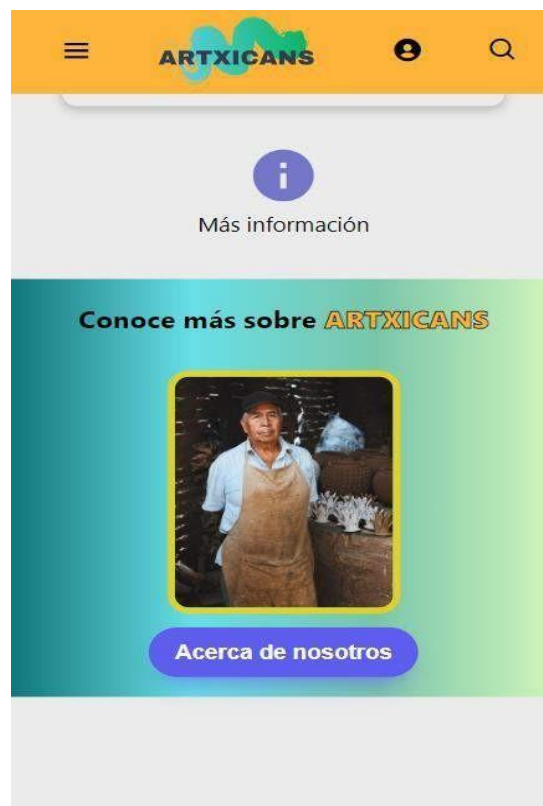 ARTXICANS
Más información
Conoce más sobre ARTXICANS
Acerca de nosotros